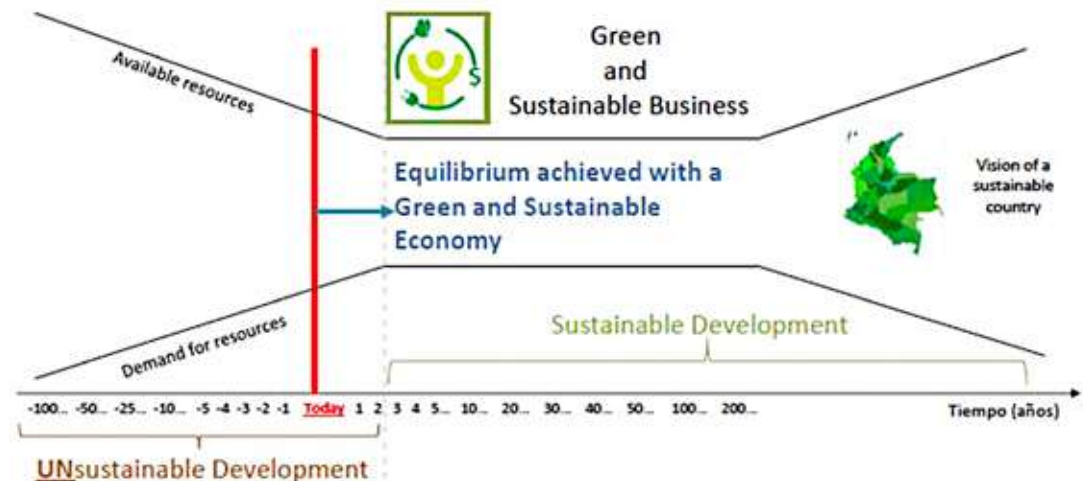 Green
and
Sustainable Business
$
Available resources
Equilibrium achieved with a
Green and Sustainable
Economy
Vision of a
sustainable
country
Demand for resources
Sustainable Development
-100... -50... -25... -10... -5 -4 -3 -2 -1 Today 1 2 3 4 5... 10... 20... 30... 40... 50... 100... 200... Tiempo (años)
UNsustainable Development